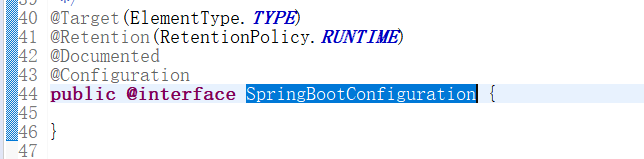 39 */
40 @Target(ElementType.TYPE)
41 @Retention(RetentionPolicy.RUNTIME)
42 @Documented
43 @Configuration
44 public @interface SpringBootConfiguration {
45
46 }
47